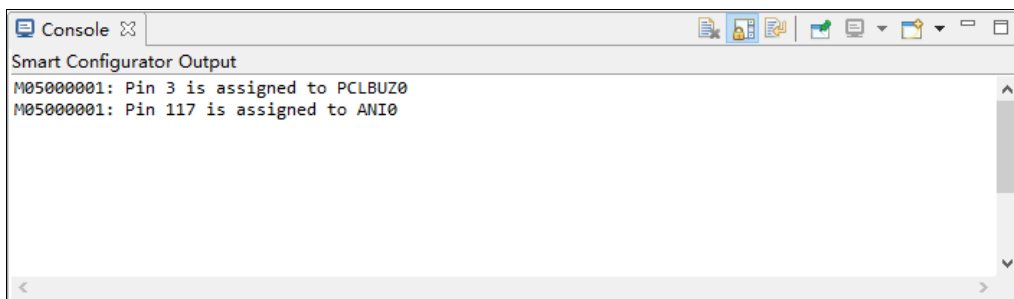 Console
Smart Configurator Output
M05000001: Pin 3 is assigned to PCLBUZ0
M05000001: Pin 117 is assigned to ANI0